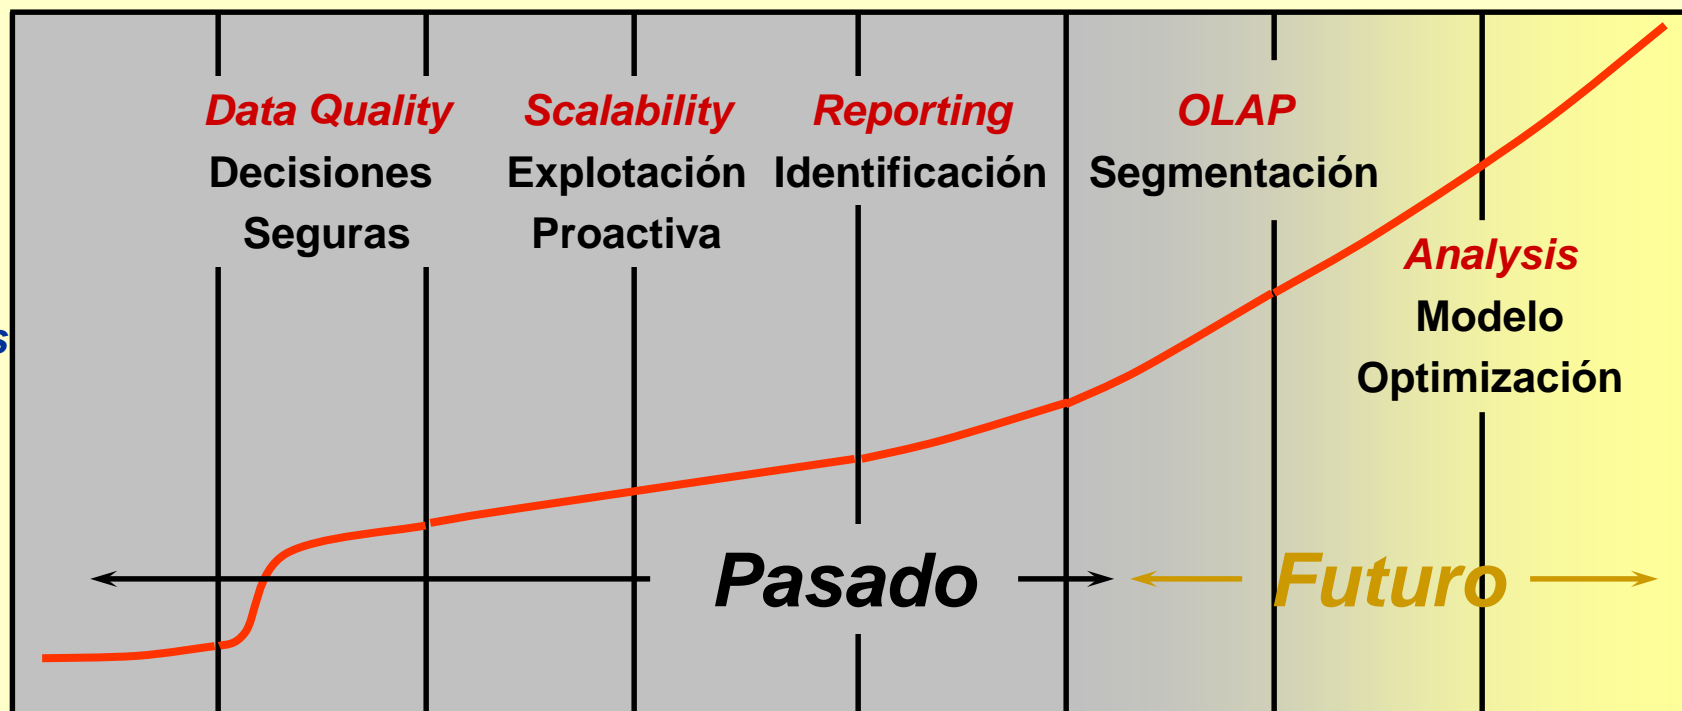 Data Quality
Decisiones
Seguras
Scalability
Explotación
Proactiva
Reporting
Identificación
OLAP
Segmentación
Analysis
Modelo
Optimización
Pasado
Futuro